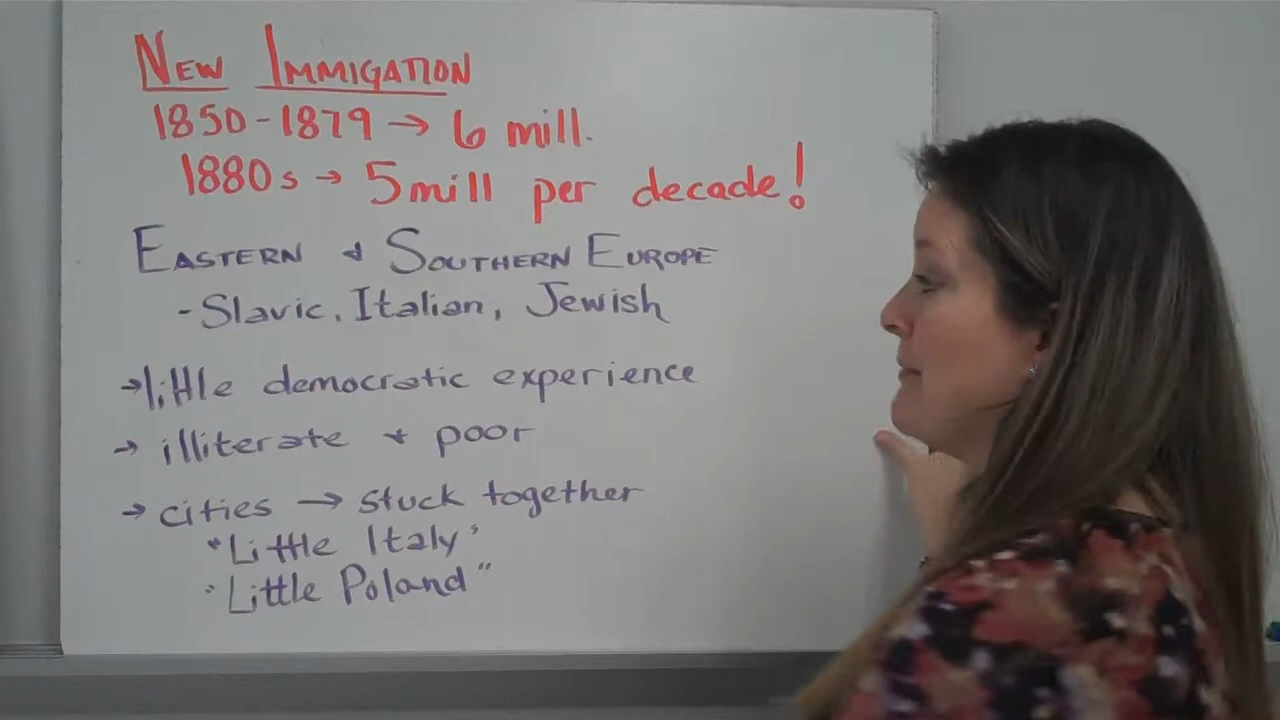 NEW IMMIGATION
1850-1879 → 6 mill.
1880s → 5 mill per decade!
EASTERN & SOUTHERN EUROPE
- Slavic, Italian, Jewish
→ little democratic experience
→ illiterate + poor
→ cities → stuck together
"Little Italy"
"Little Poland"